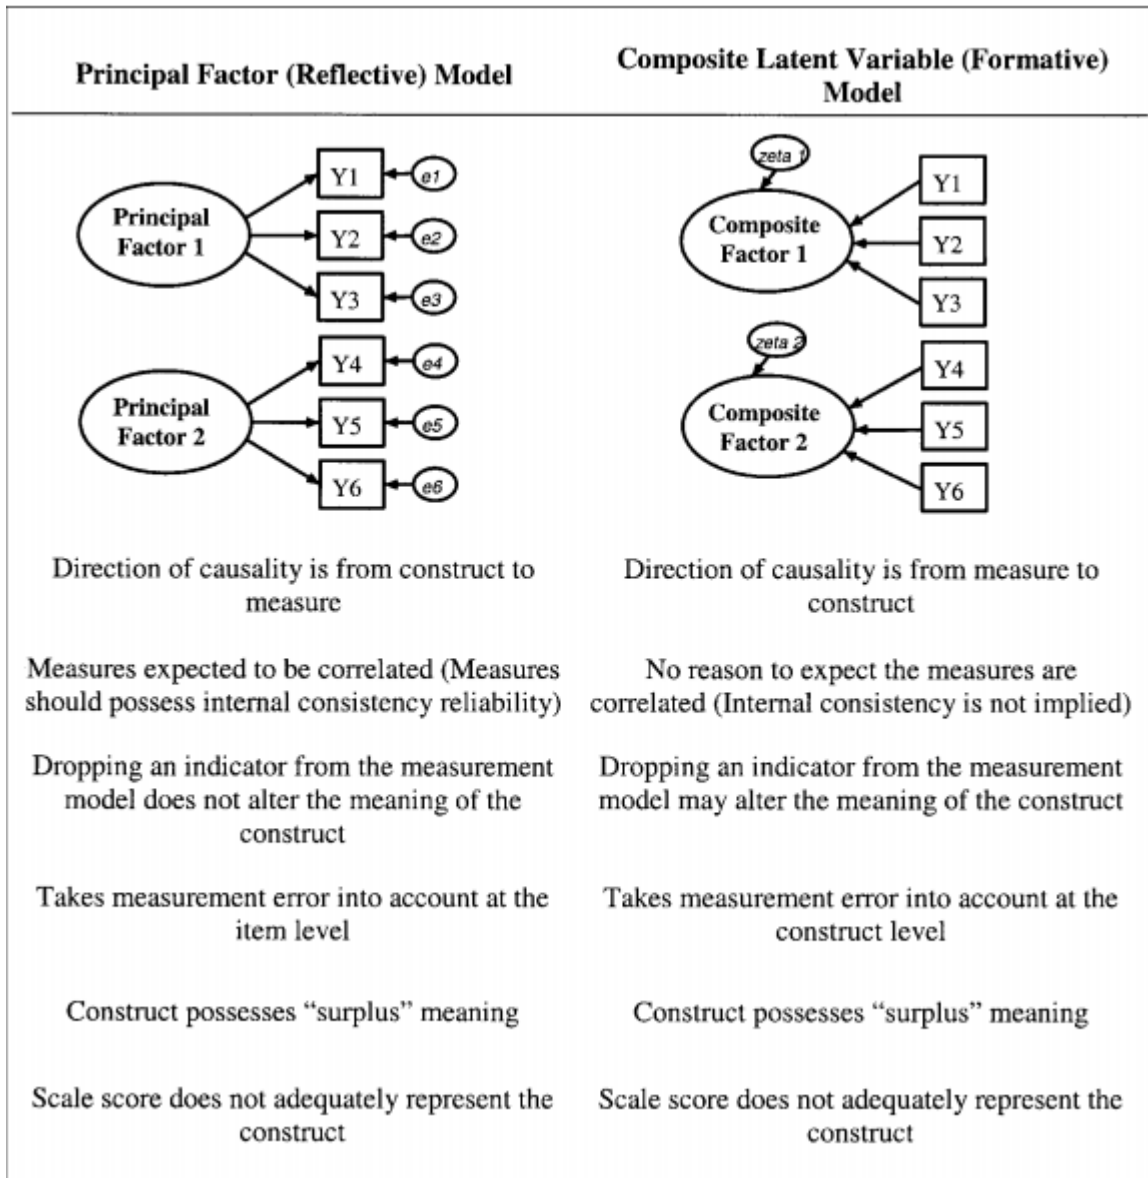 Principal Factor (Reflective) Model
Composite Latent Variable (Formative)
Model
Principal
Factor 1
Y1
e1
Y2
e2
Y3
e3
Principal
Factor 2
Y4
e4
Y5
e5
Y6
e6
zeta 1
Composite
Factor 1
Y1
Y2
Y3
zeta 2
Composite
Factor 2
Y4
Y5
Y6
Direction of causality is from construct to
measure
Direction of causality is from measure to
construct
Measures expected to be correlated (Measures
should possess internal consistency reliability)
No reason to expect the measures are
correlated (Internal consistency is not implied)
Dropping an indicator from the measurement
model does not alter the meaning of the
construct
Dropping an indicator from the measurement
model may alter the meaning of the construct
Takes measurement error into account at the
item level
Takes measurement error into account at the
construct level
Construct possesses “surplus” meaning
Construct possesses “surplus” meaning
Scale score does not adequately represent the
construct
Scale score does not adequately represent the
construct